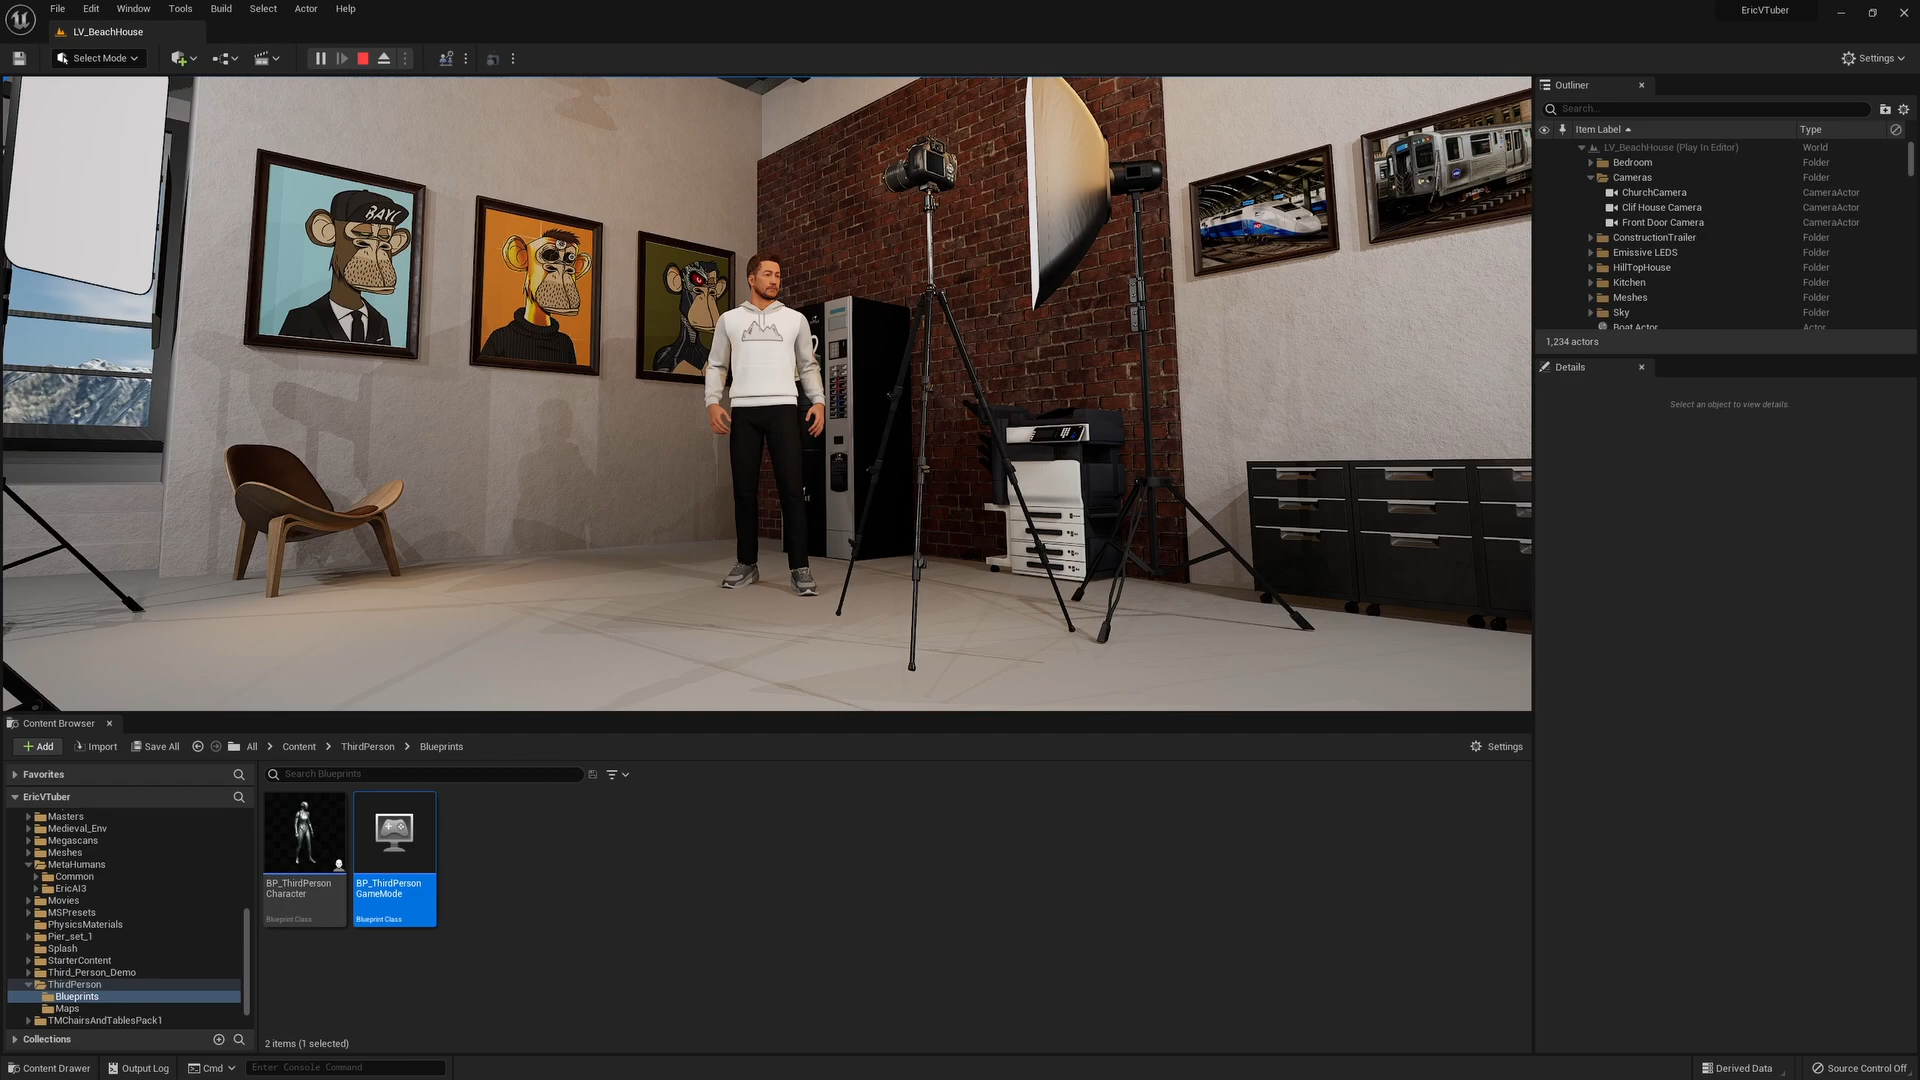 File Edit Window Tools Build Select Actor Help
EricVTuber
LV_BeachHouse
Select Mode
Settings
BAYC
Outliner
Search...
Item Label
Type
LV_BeachHouse (Play In Editor)
World
Bedroom
Folder
Cameras
Folder
ChurchCamera
CameraActor
Clif House Camera
CameraActor
Front Door Camera
CameraActor
ConstructionTrailer
Folder
Emissive LEDS
Folder
HillTopHouse
Folder
Kitchen
Folder
Meshes
Folder
Sky
Folder
Boat Actor
Actor
1,234 actors
Details
Select an object to view details.
Content Browser
Add
Import
Save All
All
Content
ThirdPerson
Blueprints
Settings
Favorites
EricVTuber
Masters
Medieval_Env
Megascans
Meshes
MetaHumans
Common
EricAI3
Movies
MSPresets
PhysicsMaterials
Pier_set_1
Splash
StarterContent
Third_Person_Demo
ThirdPerson
Blueprints
Maps
TMChairsAndTablesPack1
Collections
Search Blueprints
BP_ThirdPerson
Character
Blueprint Class
BP_ThirdPerson
GameMode
Blueprint Class
2 items (1 selected)
Content Drawer
Output Log
Cmd
Enter Console Command
Derived Data
Source Control Off